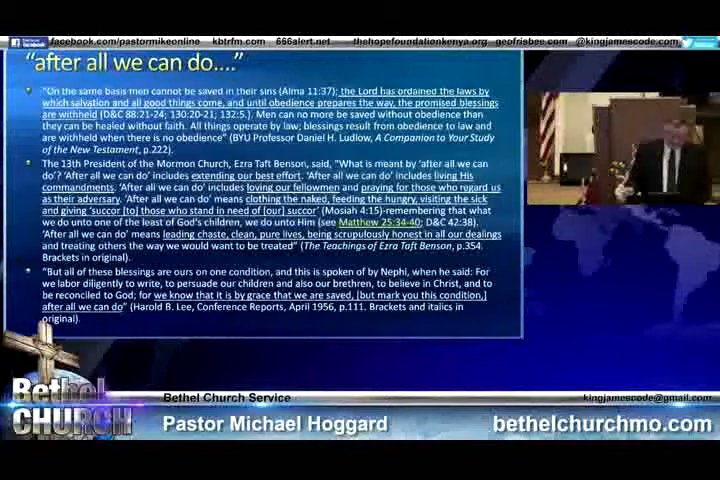 facebook.com/pastormikeonline kbtrfm.com 666alert.net thehopefoundationkenya.org geofrisbee.com @kingjamescode.com
"after all we can do...."
"On the same basis men cannot be saved in their sins (Alma 11:37); the Lord has ordained the laws by
which salvation and all good things come, and until obedience prepares the way, the promised blessings
are withheld (D&C 88:21-24; 130:20-21; 132:5.) Men can no more be saved without obedience than
they can be healed without faith. All things operate by law; blessings result from obedience to law and
are withheld when there is no obedience" (BYU Professor Daniel H. Ludlow, A Companion to Your Study
of the New Testament, p.222).
The 13th President of the Mormon Church, Ezra Taft Benson, said, "What is meant by 'after all we can
do'? 'After all we can do' includes extending our best effort. 'After all we can do' includes living His
commandments. 'After all we can do' includes loving our fellowmen and praying for those who regard us
as their adversary. 'After all we can do' means clothing the naked, feeding the hungry, visiting the sick
and giving 'succor [to] those who stand in need of [our] succor' (Mosiah 4:15)-remembering that what
we do unto one of the least of God's children, we do unto Him (see Matthew 25:34-40; D&C 42:38).
'After all we can do' means leading chaste, clean, pure lives, being scrupulously honest in all our dealings
and treating others the way we would want to be treated" (The Teachings of Ezra Taft Benson, p.354.
Brackets in original).
"But all of these blessings are ours on one condition, and this is spoken of by Nephi, when he said: For
we labor diligently to write, to persuade our children and also our brethren, to believe in Christ, and to
be reconciled to God; for we know that it is by grace that we are saved, [but mark you this condition,]
after all we can do" (Harold B. Lee, Conference Reports, April 1956, p.111. Brackets and italics in
original).
Bethel
CHURCH
Bethel Church Service kingjamescode@gmail.com
Pastor Michael Hoggard bethelchurchmo.com